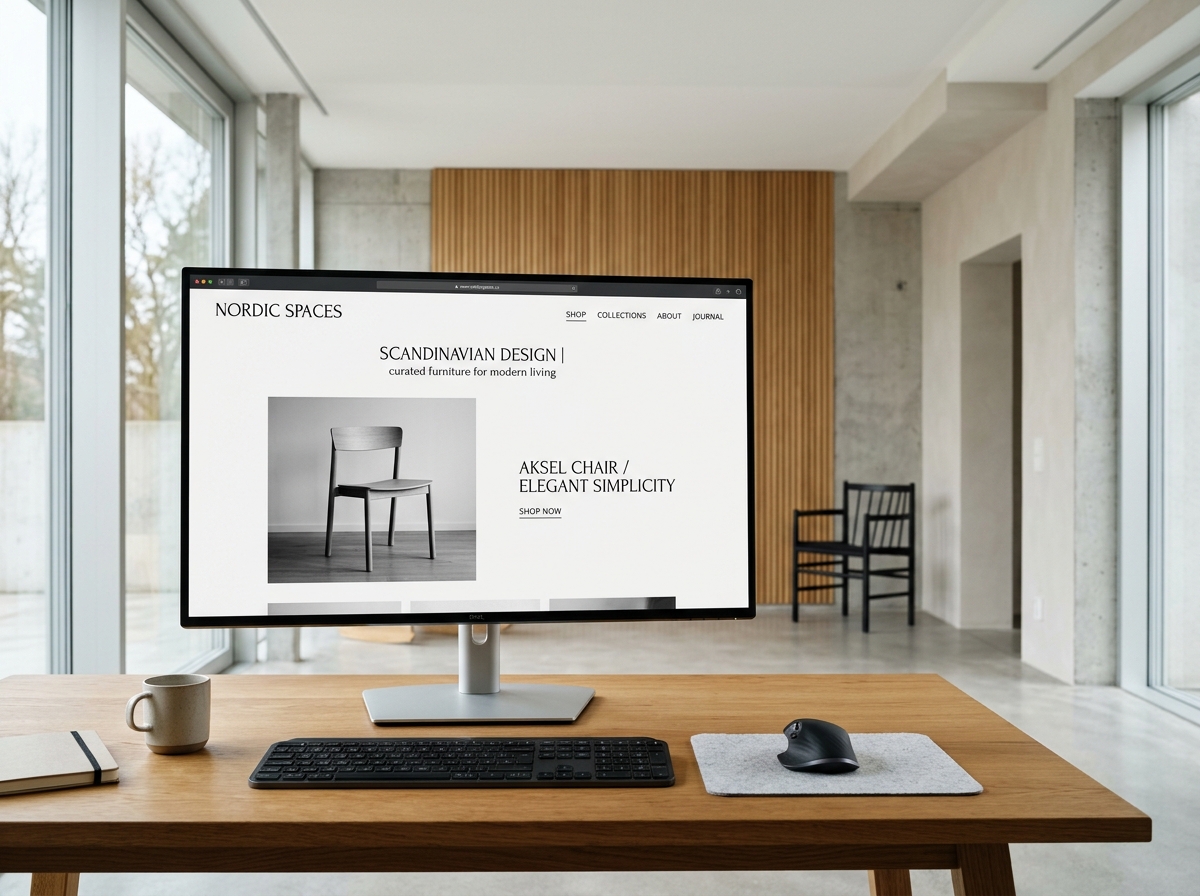 NORDIC SPACES
SHOP COLLECTIONS ABOUT JOURNAL
SCANDINAVIAN DESIGN |
curated furniture for modern living
AKSEL CHAIR /
ELEGANT SIMPLICITY
SHOP NOW